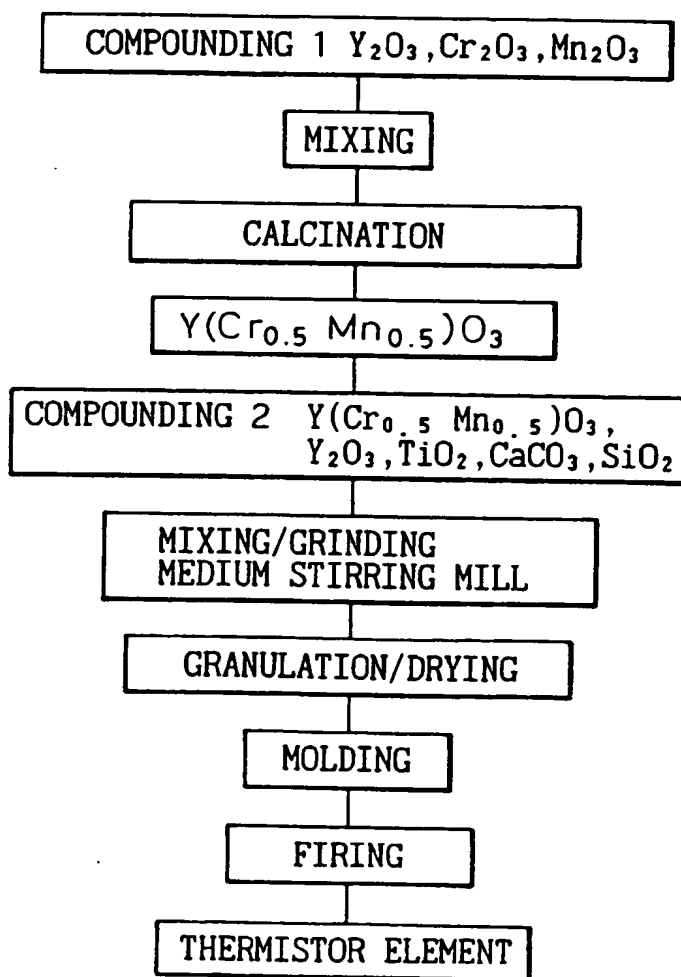 COMPOUNDING 1 Y₂O₃,Cr₂O₃,Mn₂O₃
MIXING
CALCINATION
Y(Cr₀.₅ Mn₀.₅)O₃
COMPOUNDING 2 Y(Cr₀.₅ Mn₀.₅)O₃,
Y₂O₃,TiO₂,CaCO₃,SiO₂
MIXING/GRINDING
MEDIUM STIRRING MILL
GRANULATION/DRYING
MOLDING
FIRING
THERMISTOR ELEMENT